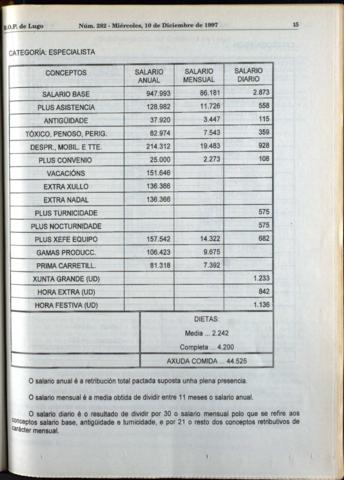 B.O.P. de Lugo Núm. 282 - Miércoles, 10 de Diciembre de 1997 15
CATEGORÍA: ESPECIALISTA
CONCEPTOS SALARIO ANUAL SALARIO MENSUAL SALARIO DIARIO
SALARIO BASE 947.993 86.181 2.873
PLUS ASISTENCIA 128.982 11.726 558
ANTIGÜIDADE 37.920 3.447 115
TÓXICO, PENOSO, PERIG. 82.974 7.543 359
DESPR., MOBIL. E TTE. 214.312 19.483 928
PLUS CONVENIO 25.000 2.273 108
VACACIÓNS 151.646
EXTRA XULLO 136.366
EXTRA NADAL 136.366
PLUS TURNICIDADE 575
PLUS NOCTURNIDADE 575
PLUS XEFE EQUIPO 157.542 14.322 682
GAMAS PRODUCC. 106.423 9.675
PRIMA CARRETILL. 81.318 7.392
XUNTA GRANDE (UD) 1.233
HORA EXTRA (UD) 842
HORA FESTIVA (UD) 1.136
DIETAS:
Media ... 2.242
Completa ... 4.200
AXUDA COMIDA ... 44.525
O salario anual é a retribución total pactada suposta unha plena presencia.
O salario mensual é a media obtida de dividir entre 11 meses o salario anual.
O salario diario é o resultado de dividir por 30 o salario mensual polo que se refire aos
conceptos salario base, antigüidade e turnicidade, e por 21 o resto dos conceptos retributivos de
carácter mensual.